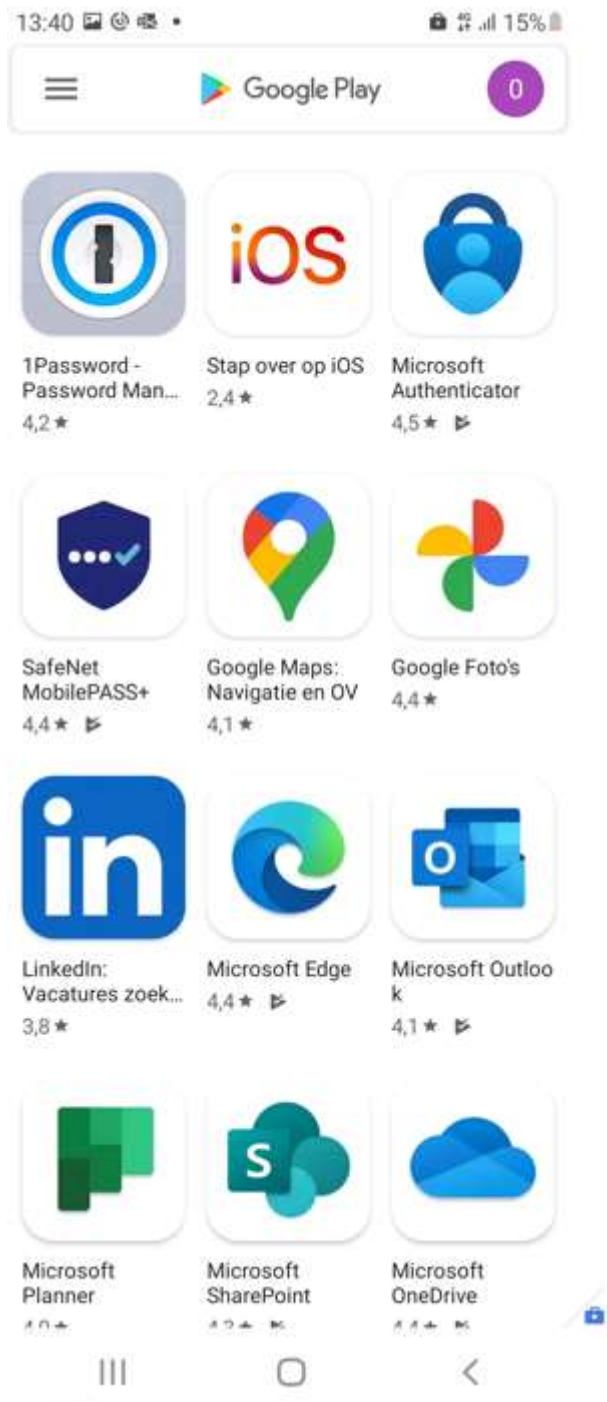 13:40
4G
15%
Google Play
0
iOS
1Password -
Password Man...
4,2★
Stap over op iOS
2,4★
Microsoft
Authenticator
4,5★
SafeNet
MobilePASS+
4,4★
Google Maps:
Navigatie en OV
4,1★
Google Foto's
4,4★
in
O
LinkedIn:
Vacatures zoek...
3,8★
Microsoft Edge
4,4★
Microsoft Outloo
k
4,1★
S
Microsoft
Planner
Microsoft
SharePoint
Microsoft
OneDrive